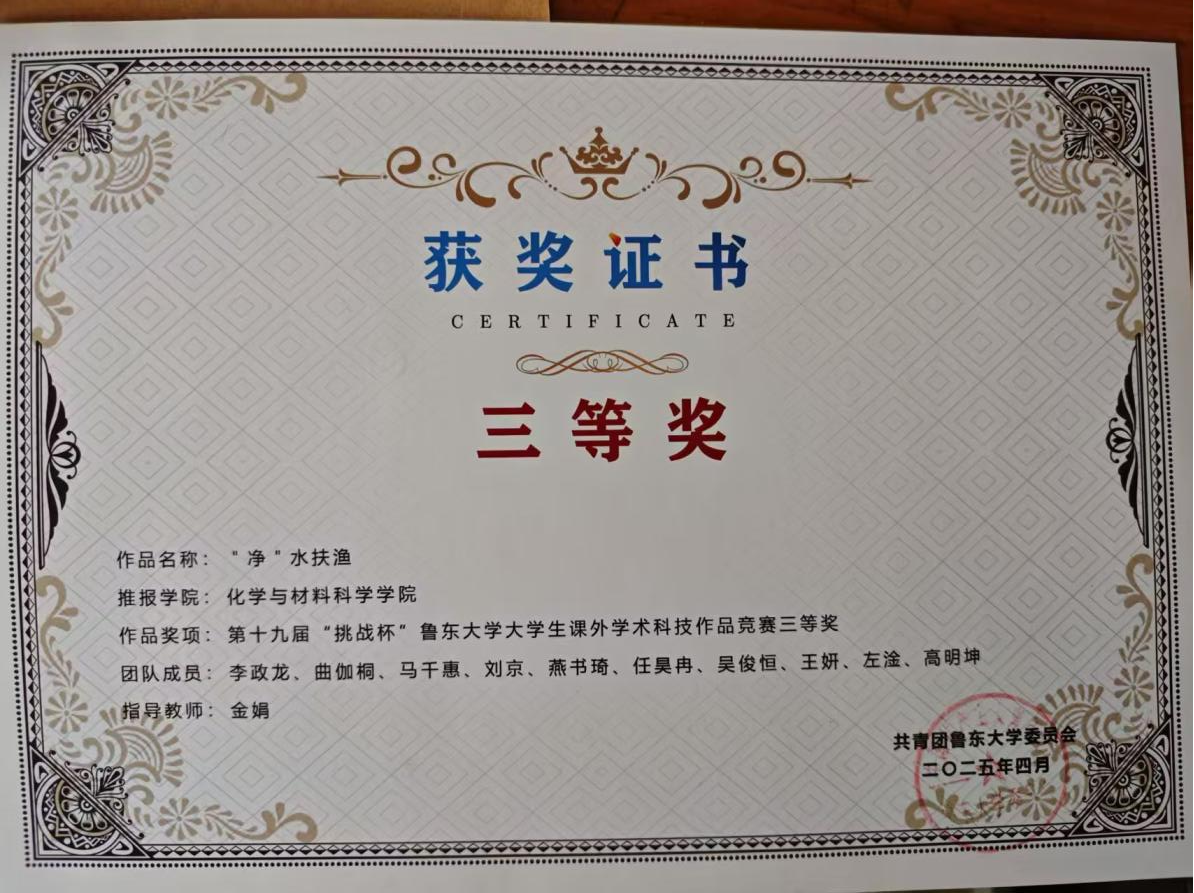 获奖证书
CERTIFICATE
三等奖
作品名称："净"水扶渔
推报学院：化学与材料科学学院
作品奖项：第十九届“挑战杯”鲁东大学大学生课外学术科技作品竞赛三等奖
团队成员：李政龙、曲伽桐、马千惠、刘京、燕书琦、任昊冉、吴俊恒、王妍、左淦、高明坤
指导教师：金娟
共青团鲁东大学委员会
二〇二五年四月